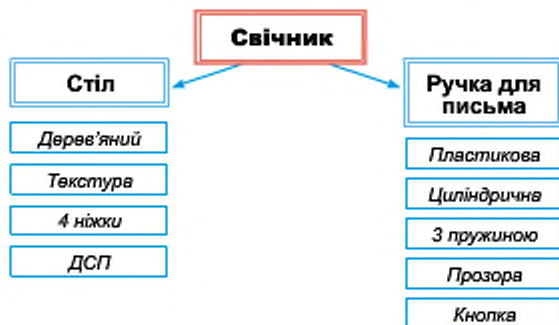 Свічник
Стіл
Дерев'яний
Текстура
4 ніжки
ДСП
Ручка для
письма
Пластикова
Циліндрична
З пружиною
Прозора
Кнопка